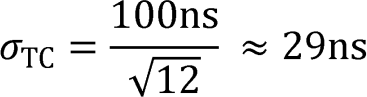 σ_TC = 100ns / √12 ≈ 29ns